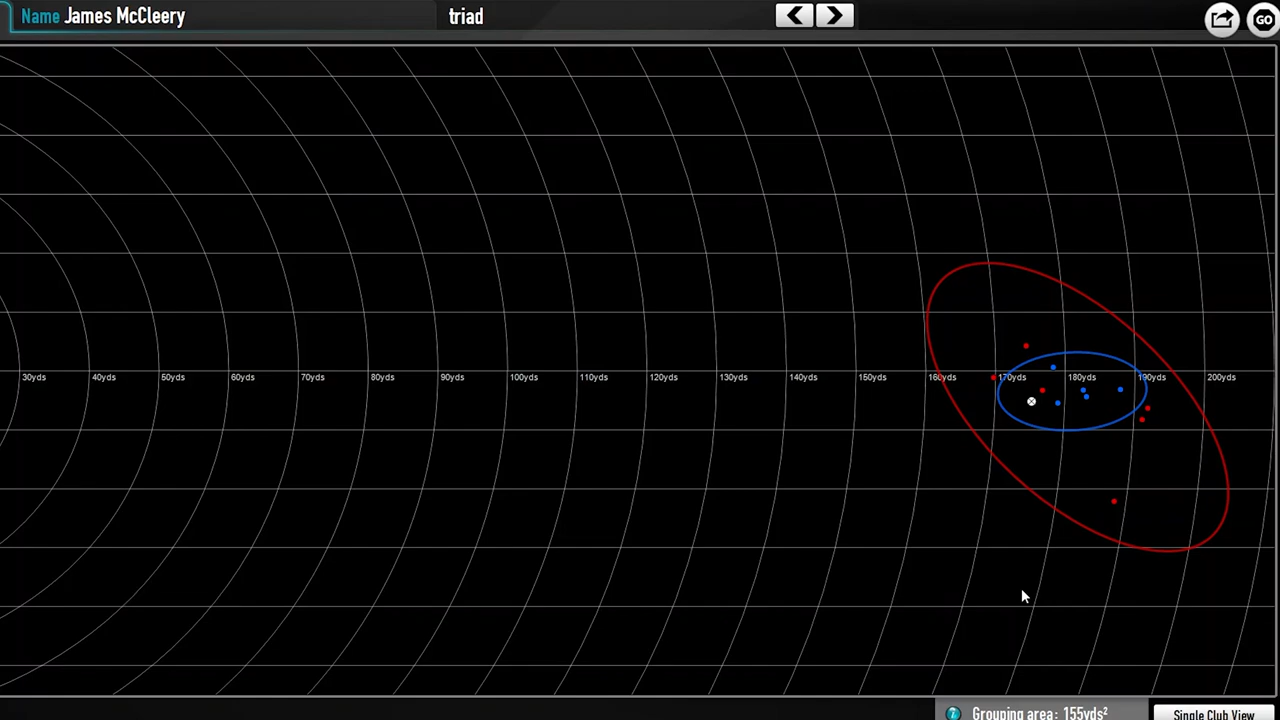 Name James McCleery
triad
GO
30yds 40yds 50yds 60yds 70yds 80yds 90yds 100yds 110yds 120yds 130yds 140yds 150yds 160yds 170yds 180yds 190yds 200yds
Grouping area: 155yds²
Single Club View